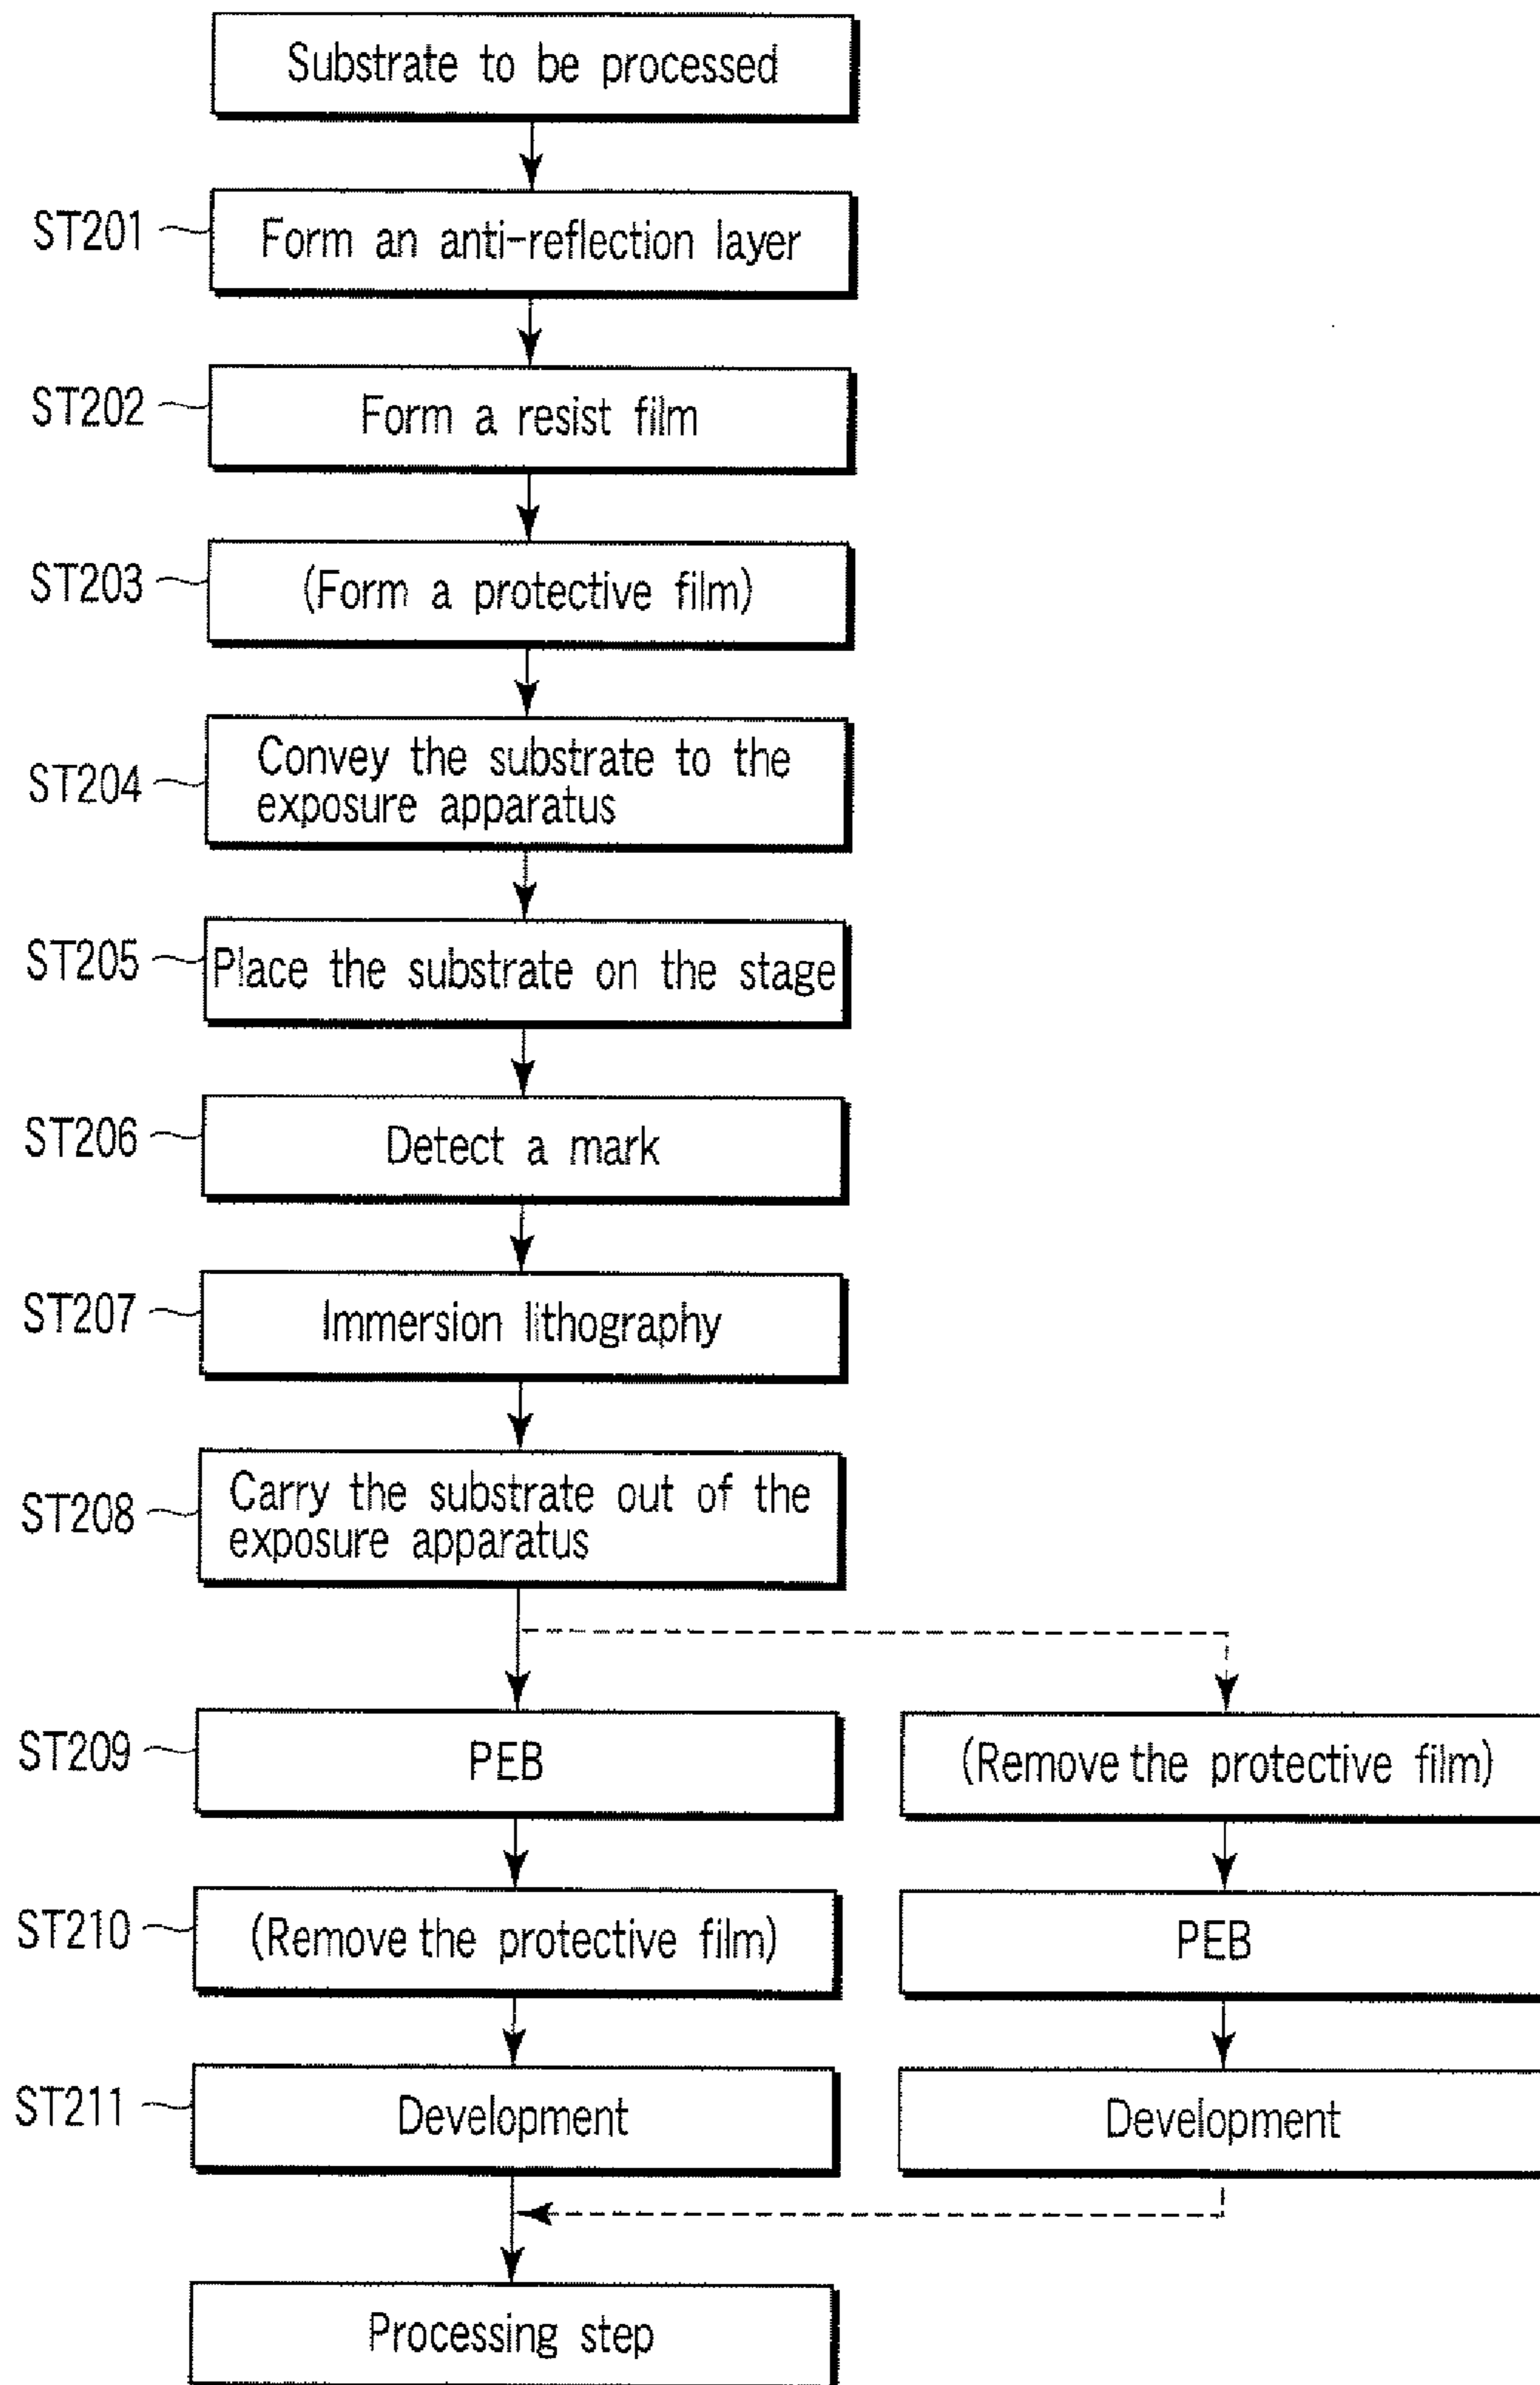 Substrate to be processed
ST201
Form an anti-reflection layer
ST202
Form a resist film
ST203
(Form a protective film)
ST204
Convey the substrate to the
exposure apparatus
ST205
Place the substrate on the stage
ST206
Detect a mark
ST207
Immersion lithography
ST208
Carry the substrate out of the
exposure apparatus
ST209
PEB
(Remove the protective film)
ST210
(Remove the protective film)
PEB
ST211
Development
Development
Processing step